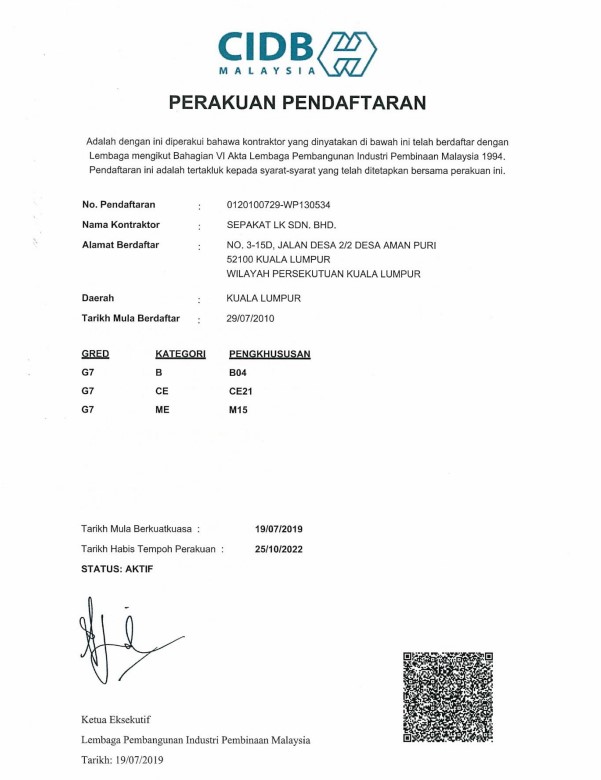 CIDB
MALAYSIA
PERAKUAN PENDAFTARAN
Adalah dengan ini diperakui bahawa kontraktor yang dinyatakan di bawah ini telah berdaftar dengan
Lembaga mengikut Bahagian VI Akta Lembaga Pembangunan Industri Pembinaan Malaysia 1994.
Pendaftaran ini adalah tertakluk kepada syarat-syarat yang telah ditetapkan bersama perakuan ini.
No. Pendaftaran : 0120100729-WP130534
Nama Kontraktor : SEPAKAT LK SDN. BHD.
Alamat Berdaftar : NO. 3-15D, JALAN DESA 2/2 DESA AMAN PURI
52100 KUALA LUMPUR
WILAYAH PERSEKUTUAN KUALA LUMPUR
Daerah : KUALA LUMPUR
Tarikh Mula Berdaftar : 29/07/2010
GRED KATEGORI PENGKHUSUSAN
G7 B B04
G7 CE CE21
G7 ME M15
Tarikh Mula Berkuatkuasa : 19/07/2019
Tarikh Habis Tempoh Perakuan : 25/10/2022
STATUS: AKTIF
Ketua Eksekutif
Lembaga Pembangunan Industri Pembinaan Malaysia
Tarikh: 19/07/2019